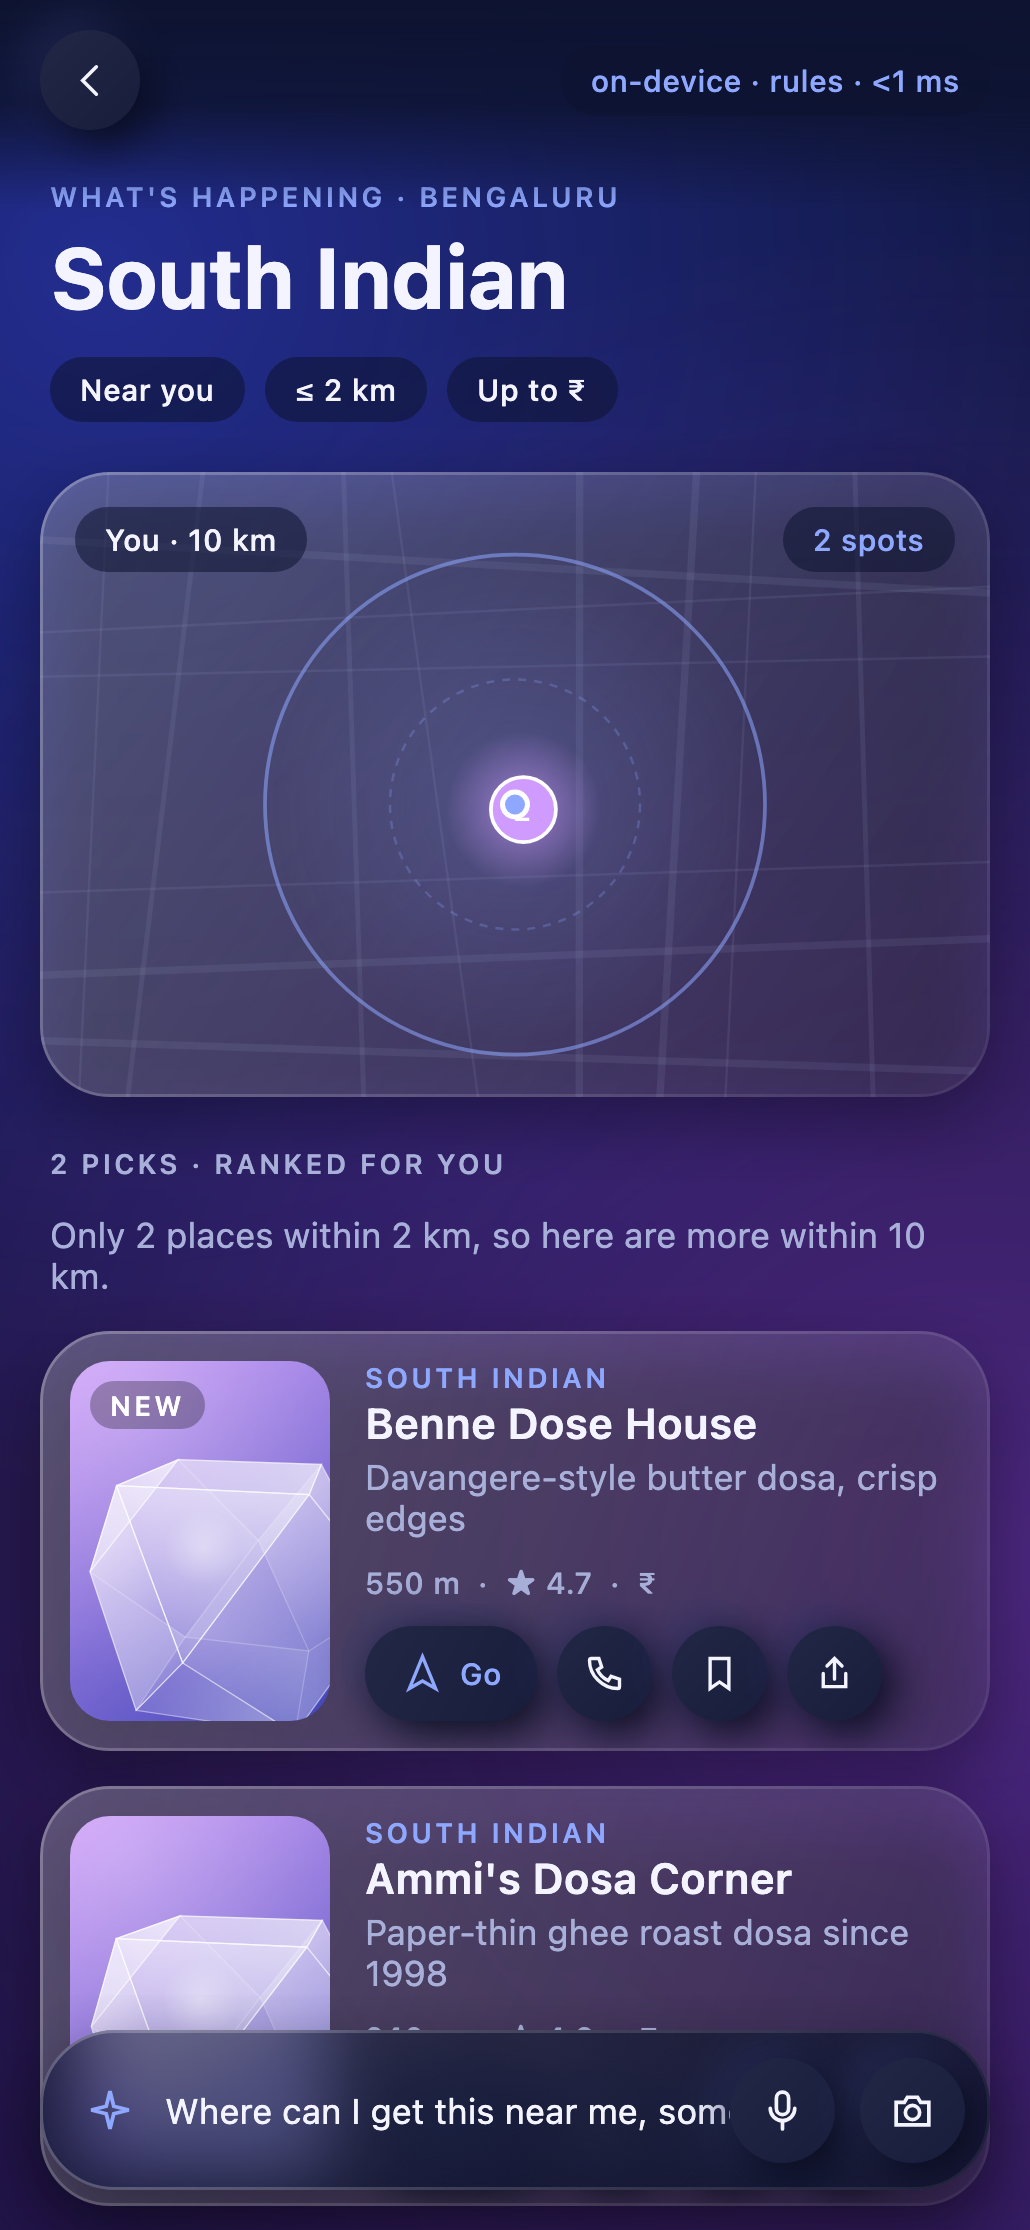 on-device · rules · <1 ms
WHAT'S HAPPENING · BENGALURU
South Indian
Near you
≤ 2 km
Up to ₹
You · 10 km
2 spots
2 PICKS · RANKED FOR YOU
Only 2 places within 2 km, so here are more within 10
km.
NEW
SOUTH INDIAN
Benne Dose House
Davangere-style butter dosa, crisp
edges
550 m · ★ 4.7 · ₹
Go
SOUTH INDIAN
Ammi's Dosa Corner
Paper-thin ghee roast dosa since
1998
Where can I get this near me,